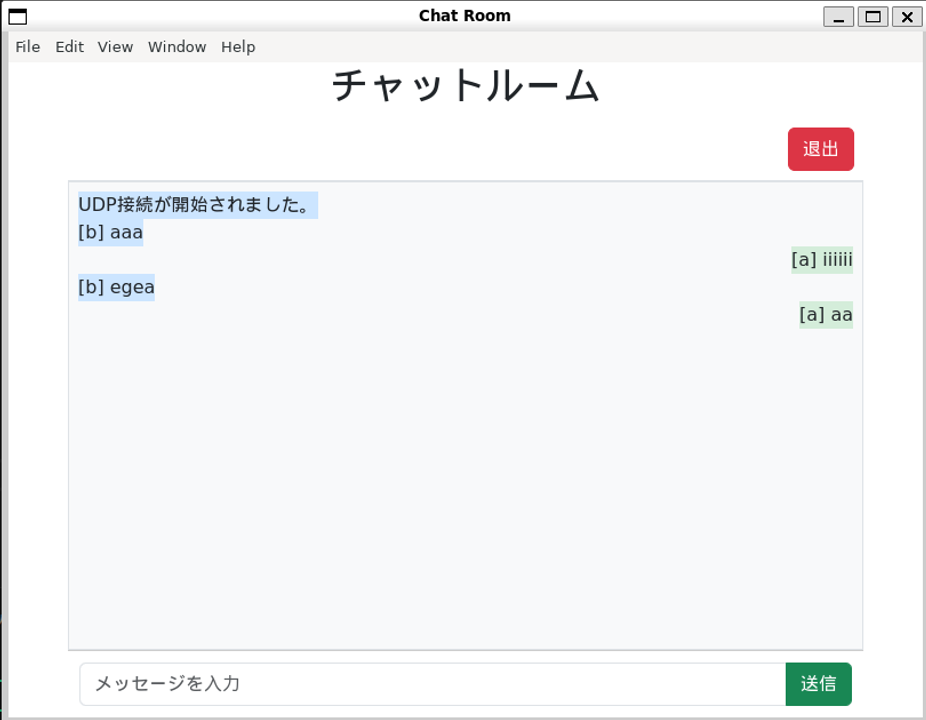 Chat Room
File Edit View Window Help
チャットルーム
退出
UDP接続が開始されました。
[b] aaa
[a] iiiiii
[b] egea
[a] aa
メッセージを入力
送信